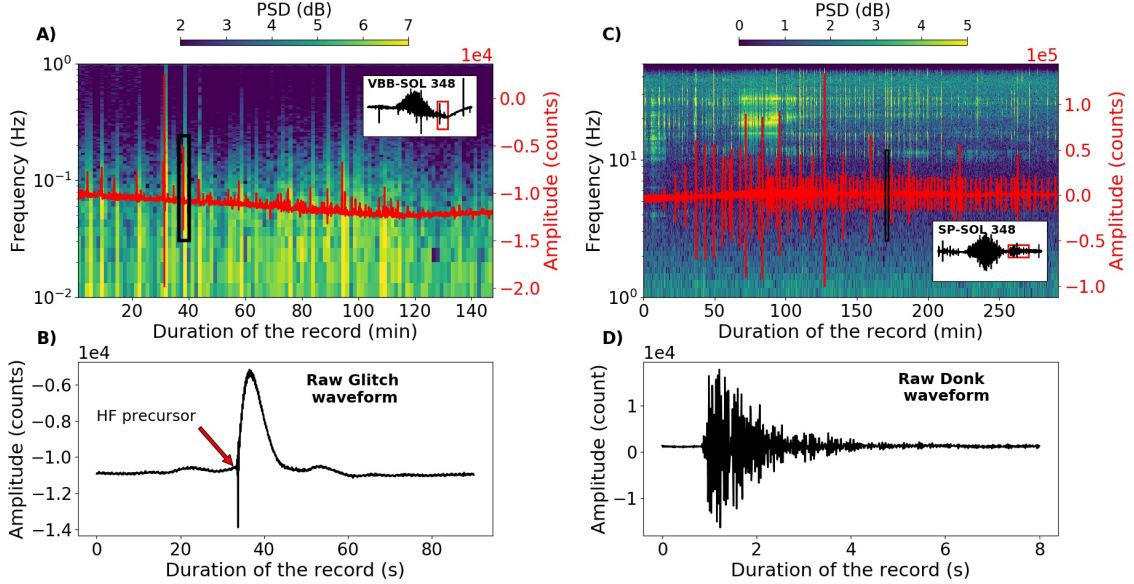 A)
PSD (dB)
2 3 4 5 6 7
1e4
VBB-SOL 348
Frequency (Hz)
10⁰
10⁻¹
10⁻²
0.0
−0.5
−1.0
−1.5
−2.0
Amplitude (counts)
20 40 60 80 100 120 140
Duration of the record (min)
C)
PSD (dB)
0 1 2 3 4 5
1e5
SP-SOL 348
Frequency (Hz)
10¹
10⁰
1.0
0.5
0.0
−0.5
−1.0
Amplitude (counts)
0 50 100 150 200 250
Duration of the record (min)
B)
1e4
Raw Glitch
waveform
HF precursor
Amplitude (counts)
−0.6
−0.8
−1.0
−1.2
−1.4
0 20 40 60 80
Duration of the record (s)
D)
1e4
Raw Donk
waveform
Amplitude (count)
1
0
−1
0 2 4 6 8
Duration of the record (s)